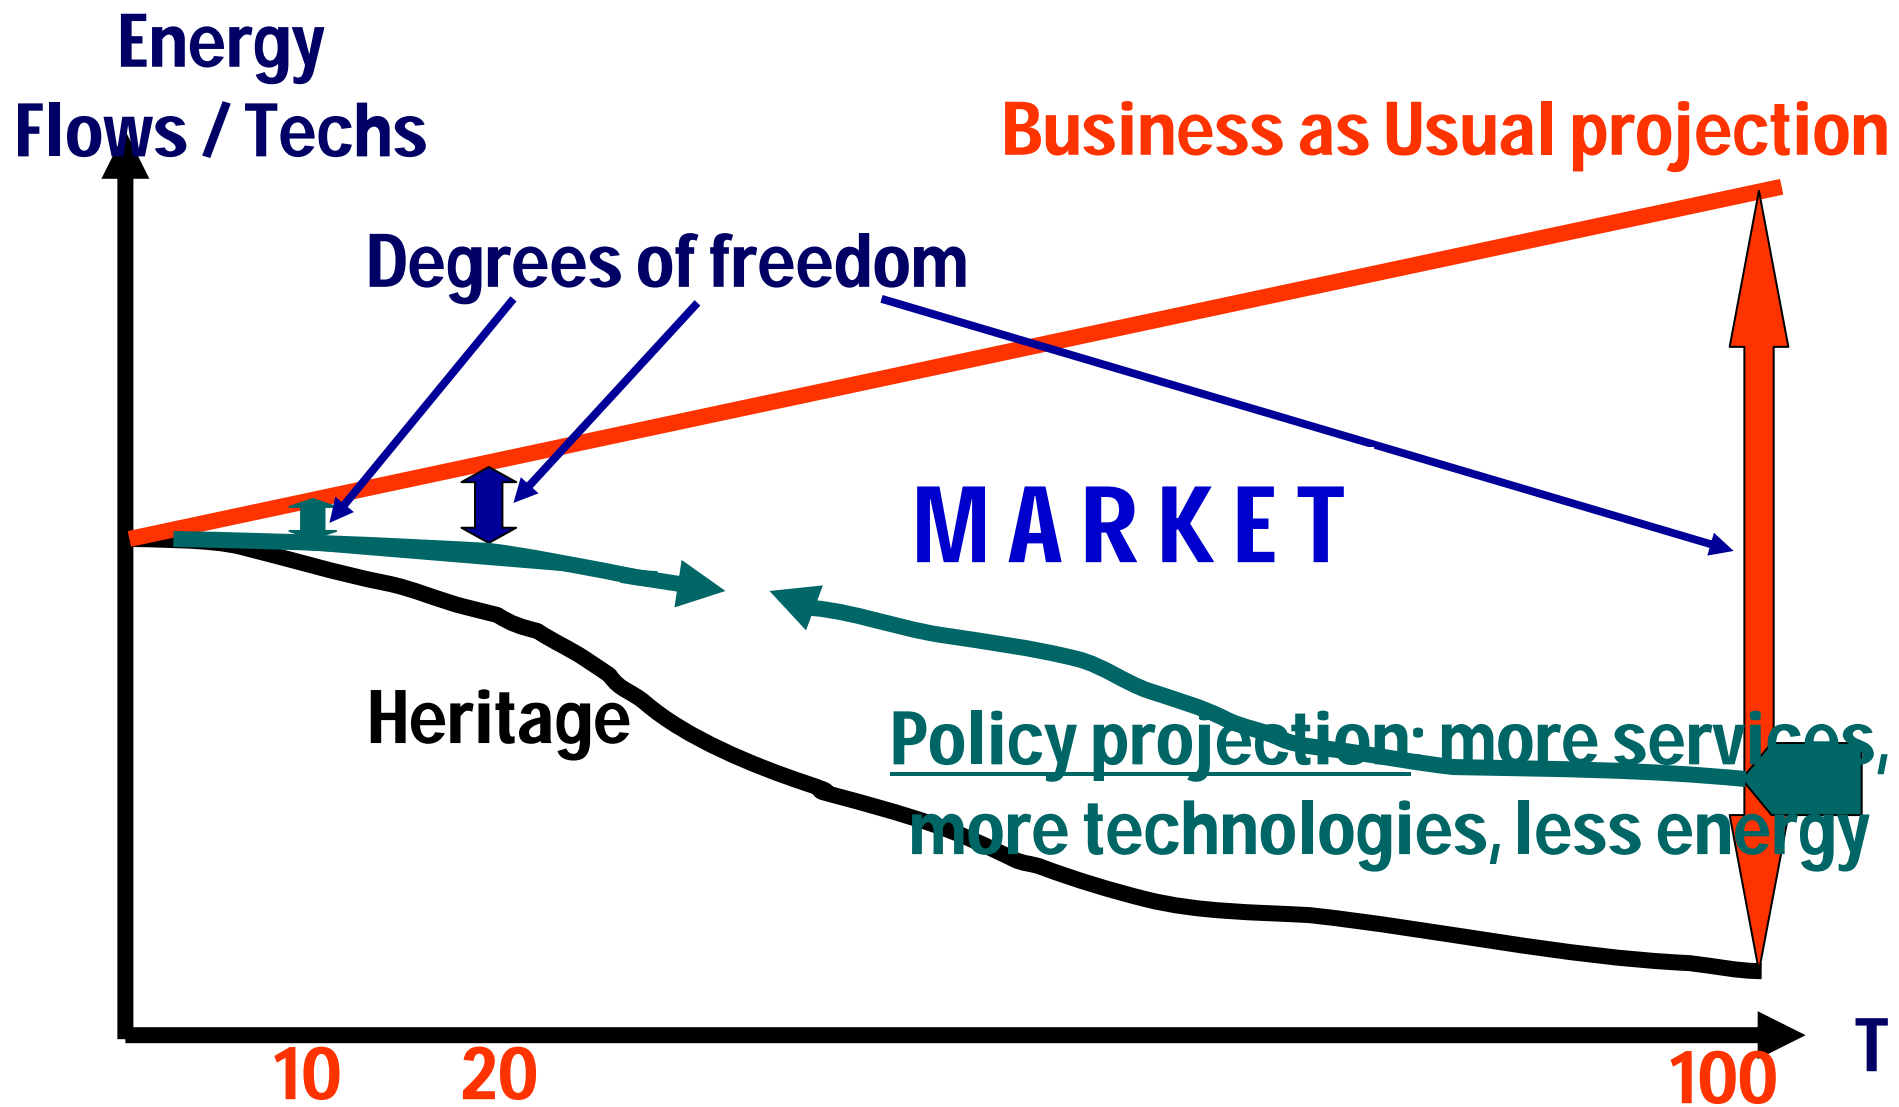 Energy
Flows / Techs
Business as Usual projection
Degrees of freedom
MARKET
Heritage
Policy projection: more services,
more technologies, less energy
T
10 20 100